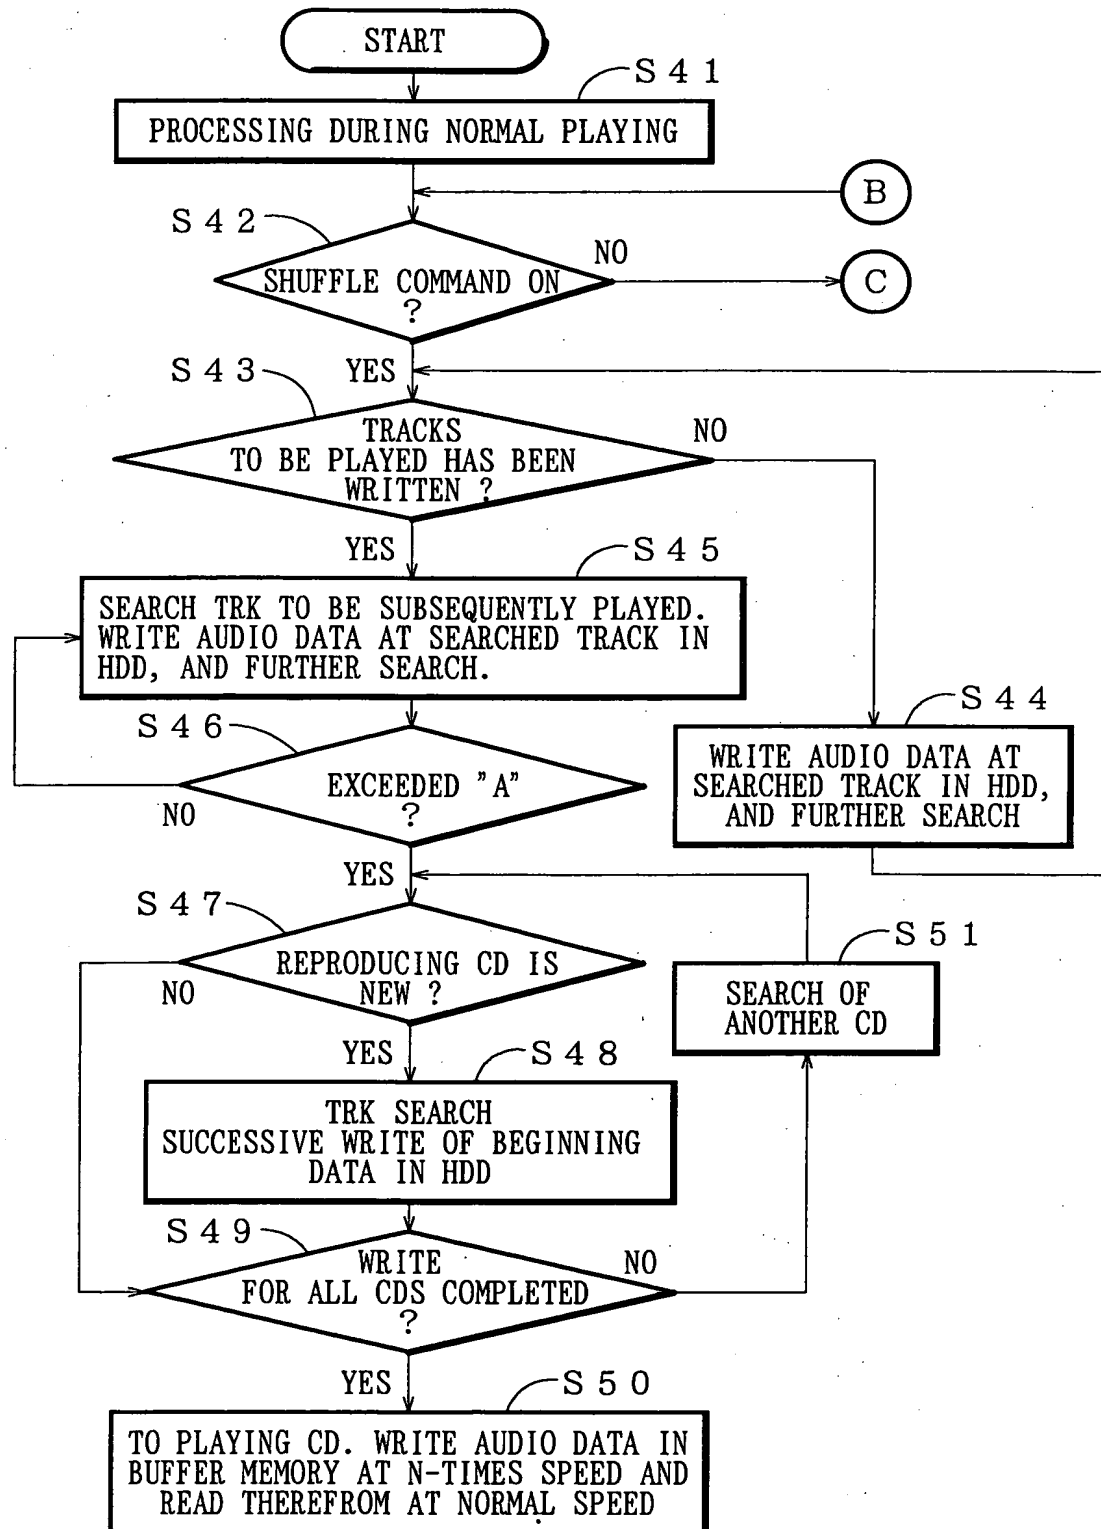 START
S41
PROCESSING DURING NORMAL PLAYING
B
S42
SHUFFLE COMMAND ON
?
NO
C
YES
S43
TRACKS
TO BE PLAYED HAS BEEN
WRITTEN ?
NO
YES
S45
SEARCH TRK TO BE SUBSEQUENTLY PLAYED.
WRITE AUDIO DATA AT SEARCHED TRACK IN
HDD, AND FURTHER SEARCH.
S44
WRITE AUDIO DATA AT
SEARCHED TRACK IN HDD,
AND FURTHER SEARCH
S46
EXCEEDED "A"
?
NO
YES
S47
REPRODUCING CD IS
NEW ?
NO
YES
S51
SEARCH OF
ANOTHER CD
S48
TRK SEARCH
SUCCESSIVE WRITE OF BEGINNING
DATA IN HDD
S49
WRITE
FOR ALL CDS COMPLETED
?
NO
YES
S50
TO PLAYING CD. WRITE AUDIO DATA IN
BUFFER MEMORY AT N-TIMES SPEED AND
READ THEREFROM AT NORMAL SPEED